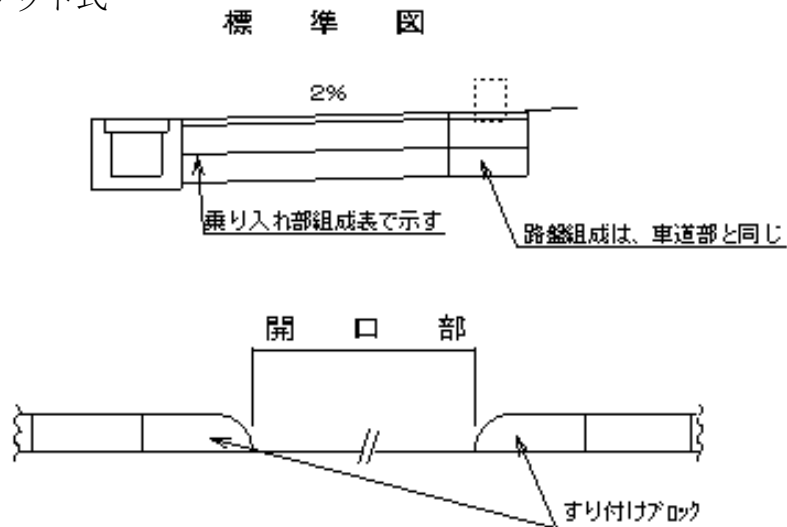 標 準 図
2%
乗り入れ部組成表で示す
路盤組成は、車道部と同じ
開 口 部
すり付けブロック